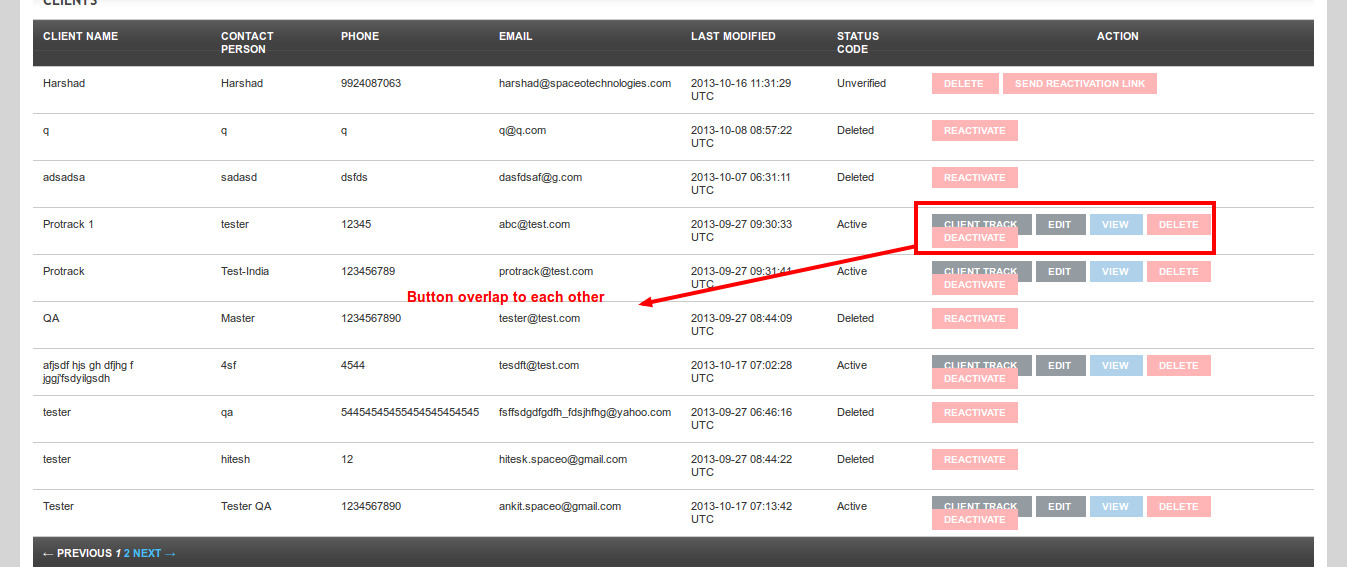 CLIENTS
CLIENT NAME CONTACT PERSON PHONE EMAIL LAST MODIFIED STATUS CODE ACTION
Harshad Harshad 9924087063 harshad@spaceotechnologies.com 2013-10-16 11:31:29 UTC Unverified DELETE SEND REACTIVATION LINK
q q q q@q.com 2013-10-08 08:57:22 UTC Deleted REACTIVATE
adsadsa sadasd dsfds dasfdsaf@g.com 2013-10-07 06:31:11 UTC Deleted REACTIVATE
Protrack 1 tester 12345 abc@test.com 2013-09-27 09:30:33 UTC Active CLIENT TRACK EDIT VIEW DELETE
DEACTIVATE
Protrack Test-India 123456789 protrack@test.com 2013-09-27 09:31:41 UTC Active CLIENT TRACK EDIT VIEW DELETE
DEACTIVATE
Button overlap to each other
QA Master 1234567890 tester@test.com 2013-09-27 08:44:09 UTC Deleted REACTIVATE
afjsdf hjs gh dfjhg f jggj'fsdyilgsdh 4sf 4544 tesdft@test.com 2013-10-17 07:02:28 UTC Active CLIENT TRACK EDIT VIEW DELETE
DEACTIVATE
tester qa 54454545455454545454545 fsffsdgdfgdfh_fdsjhfhg@yahoo.com 2013-09-27 06:46:16 UTC Deleted REACTIVATE
tester hitesh 12 hitesk.spaceo@gmail.com 2013-09-27 08:44:22 UTC Deleted REACTIVATE
Tester Tester QA 1234567890 ankit.spaceo@gmail.com 2013-10-17 07:13:42 UTC Active CLIENT TRACK EDIT VIEW DELETE
DEACTIVATE
← PREVIOUS 1 2 NEXT →